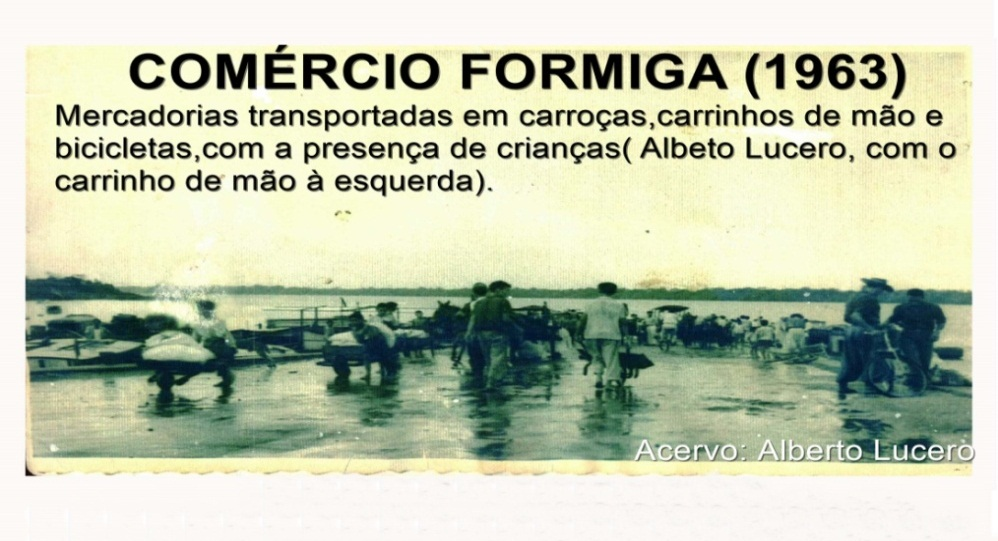 COMÉRCIO FORMIGA (1963)
Mercadorias transportadas em carroças,carrinhos de mão e
bicicletas,com a presença de crianças( Albeto Lucero, com o
carrinho de mão à esquerda).
Acervo: Alberto Lucero